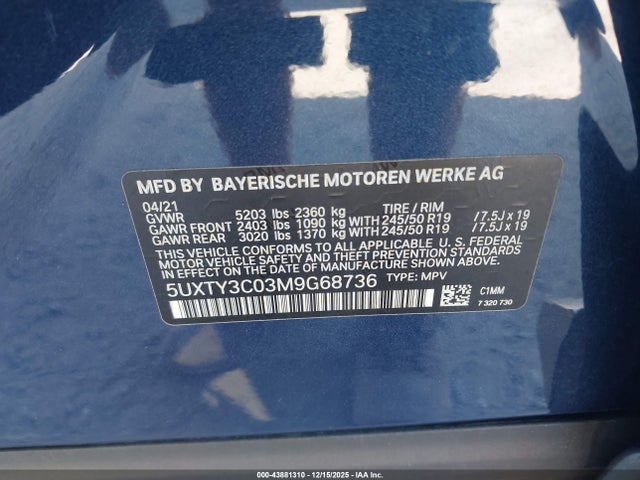 MFD BY BAYERISCHE MOTOREN WERKE AG
04/21 TIRE / RIM
GVWR 5203 lbs 2360 kg
GAWR FRONT 2403 lbs 1090 kg WITH 245/50 R19 / 7.5J x 19
GAWR REAR 3020 lbs 1370 kg WITH 245/50 R19 / 7.5J x 19
THIS VEHICLE CONFORMS TO ALL APPLICABLE U. S. FEDERAL
MOTOR VEHICLE SAFETY AND THEFT PREVENTION STANDARDS
IN EFFECT ON THE DATE OF MANUFACTURE SHOWN ABOVE.
5UXTY3C03M9G68736 TYPE: MPV
C1MM
7 320 730
000-43881310 - 12/15/2025 - IAA Inc.